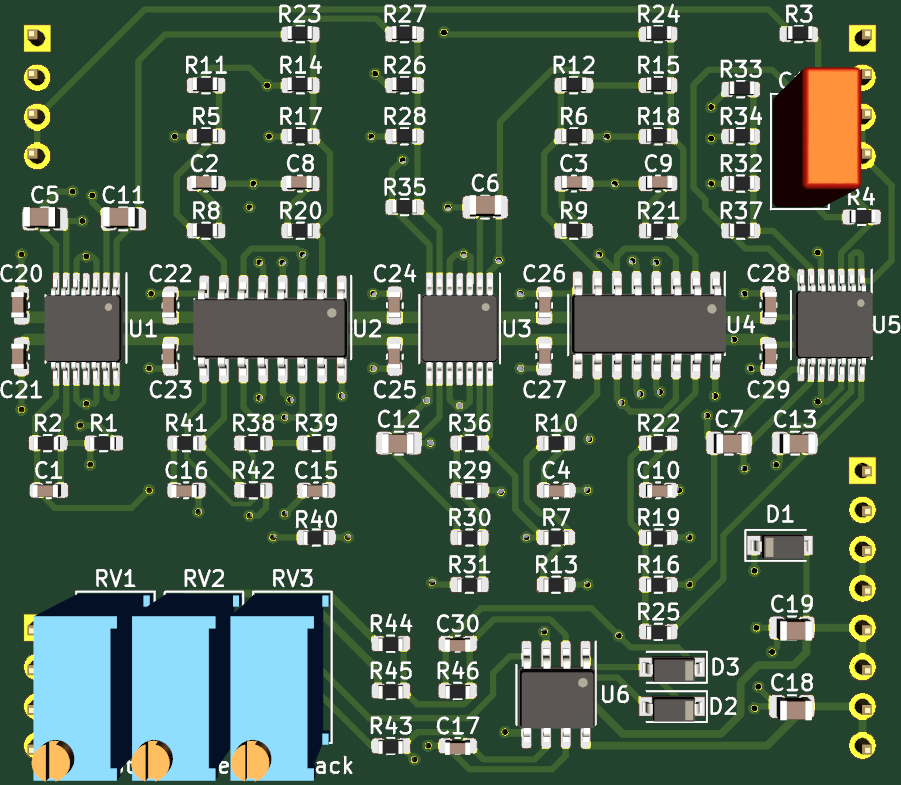 R23 R27 R24 R3
R11 R14 R26 R12 R15 R33
R5 R17 R28 R6 R18 R34
C2 C8 C3 C9 R32
C5 C11 R8 R20 R35 C6 R9 R21 R37 R4
C20 C22 C24 C26 C28
U1 U2 U3 U4 U5
C21 C23 C25 C27 C29
R2 R1 R41 R38 R39 C12 R36 R10 R22 C7 C13
C1 C16 R42 C15 R29 C4 C10
R40 R30 R7 R19 D1
RV1 RV2 RV3 R31 R13 R16
R44 C30 R25 C19
R45 R46 U6 D3
D2 C18
R43 C17
ack